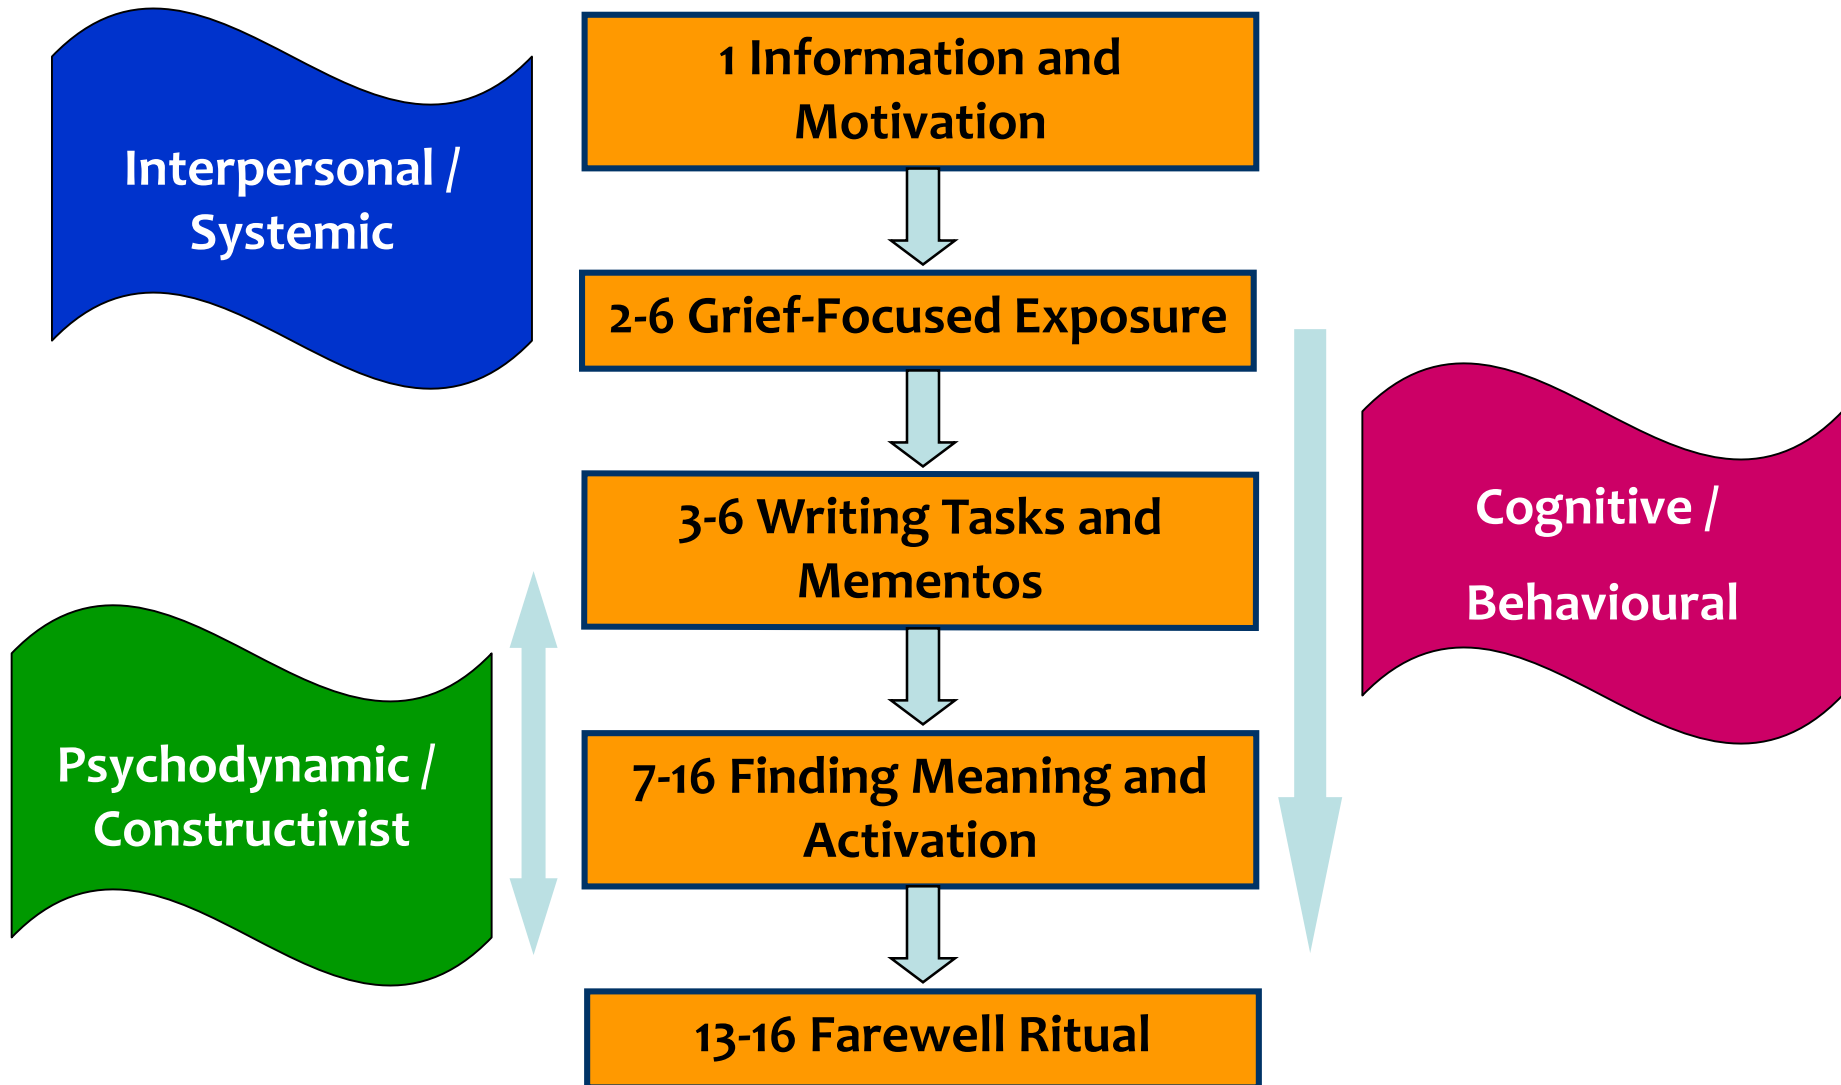 1 Information and
Motivation
Interpersonal /
Systemic
2-6 Grief-Focused Exposure
3-6 Writing Tasks and
Mementos
Cognitive /
Behavioural
Psychodynamic /
Constructivist
7-16 Finding Meaning and
Activation
13-16 Farewell Ritual